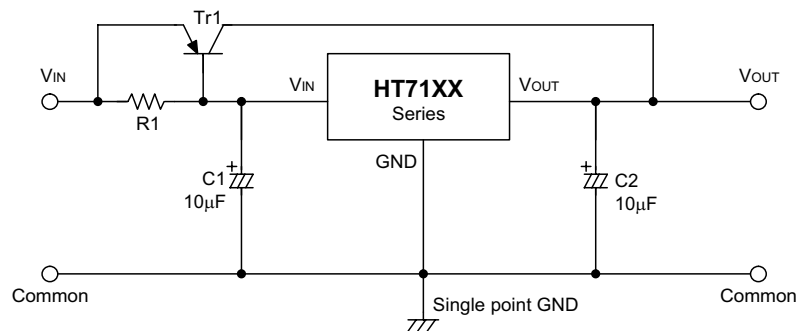 Tr1
VIN
R1
VIN
HT71XX
Series
VOUT
VOUT
GND
C1
10μF
+
C2
10μF
+
Common
Single point GND
Common